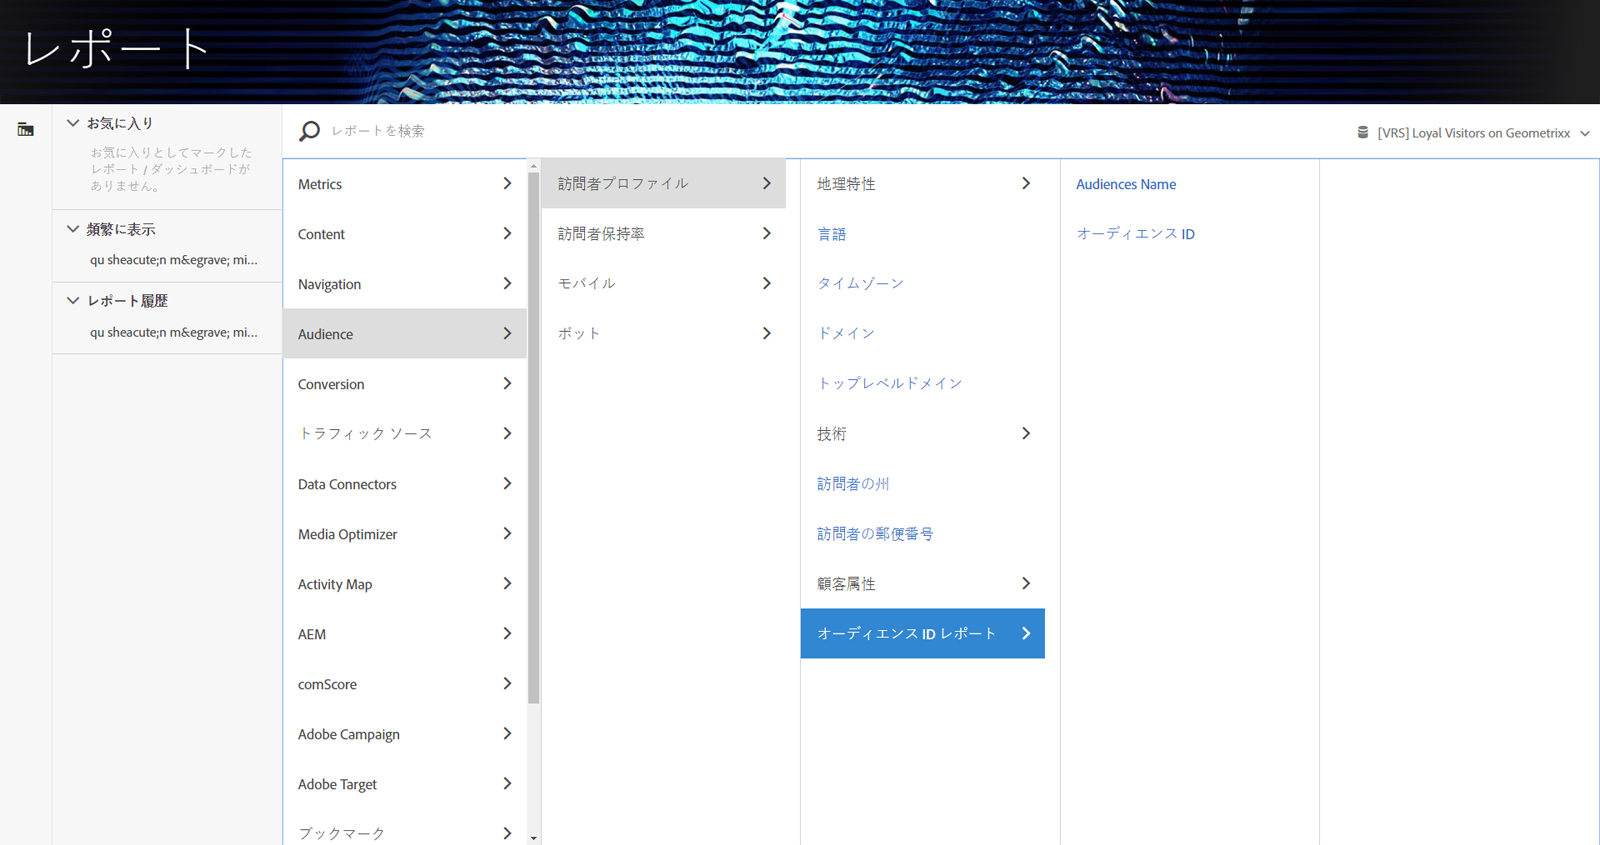 レポート
お気に入り
お気に入りとしてマークした
レポート / ダッシュボードが
ありません。
頻繁に表示
qu sheacute;n m&egrave; mi...
レポート履歴
qu sheacute;n m&egrave; mi...
レポートを検索
[VRS] Loyal Visitors on Geometrixx
Metrics
Content
Navigation
Audience
Conversion
トラフィック ソース
Data Connectors
Media Optimizer
Activity Map
AEM
comScore
Adobe Campaign
Adobe Target
ブックマーク
訪問者プロファイル
訪問者保持率
モバイル
ボット
地理特性
言語
タイムゾーン
ドメイン
トップレベルドメイン
技術
訪問者の州
訪問者の郵便番号
顧客属性
オーディエンス ID レポート
Audiences Name
オーディエンス ID